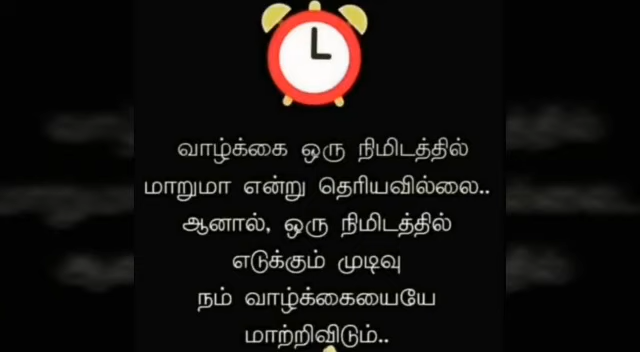 வாழ்க்கை ஒரு நிமிடத்தில்
மாறுமா என்று தெரியவில்லை..
ஆனால், ஒரு நிமிடத்தில்
எடுக்கும் முடிவு
நம் வாழ்க்கையையே
மாற்றிவிடும்..